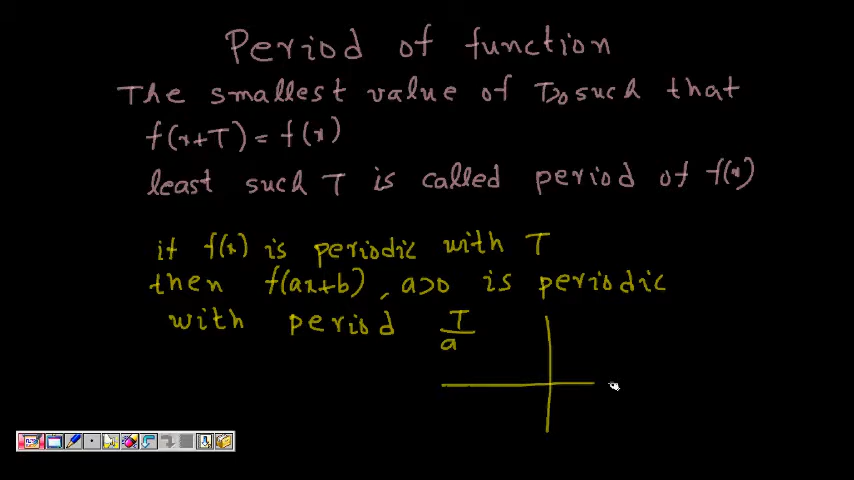 Period of function
The smallest value of T>0 such that
f(x+T) = f(x)
least such T is called period of f(x)
if f(x) is periodic with T
then f(ax+b), a>0 is periodic
with period T/a